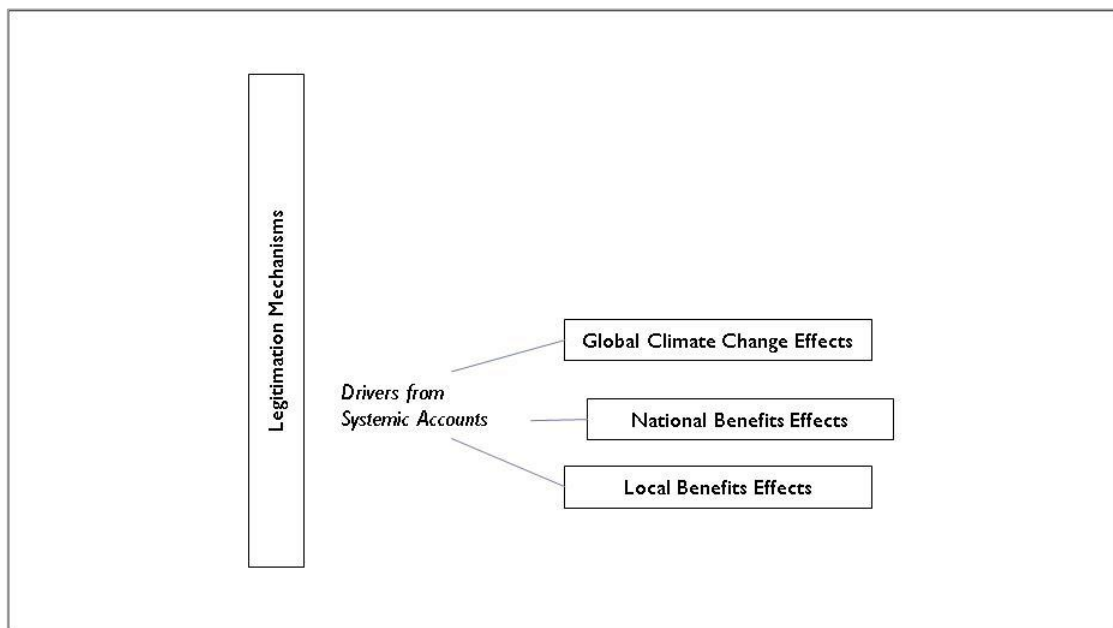 Legitimation Mechanisms
Global Climate Change Effects
Drivers from
Systemic Accounts
National Benefits Effects
Local Benefits Effects